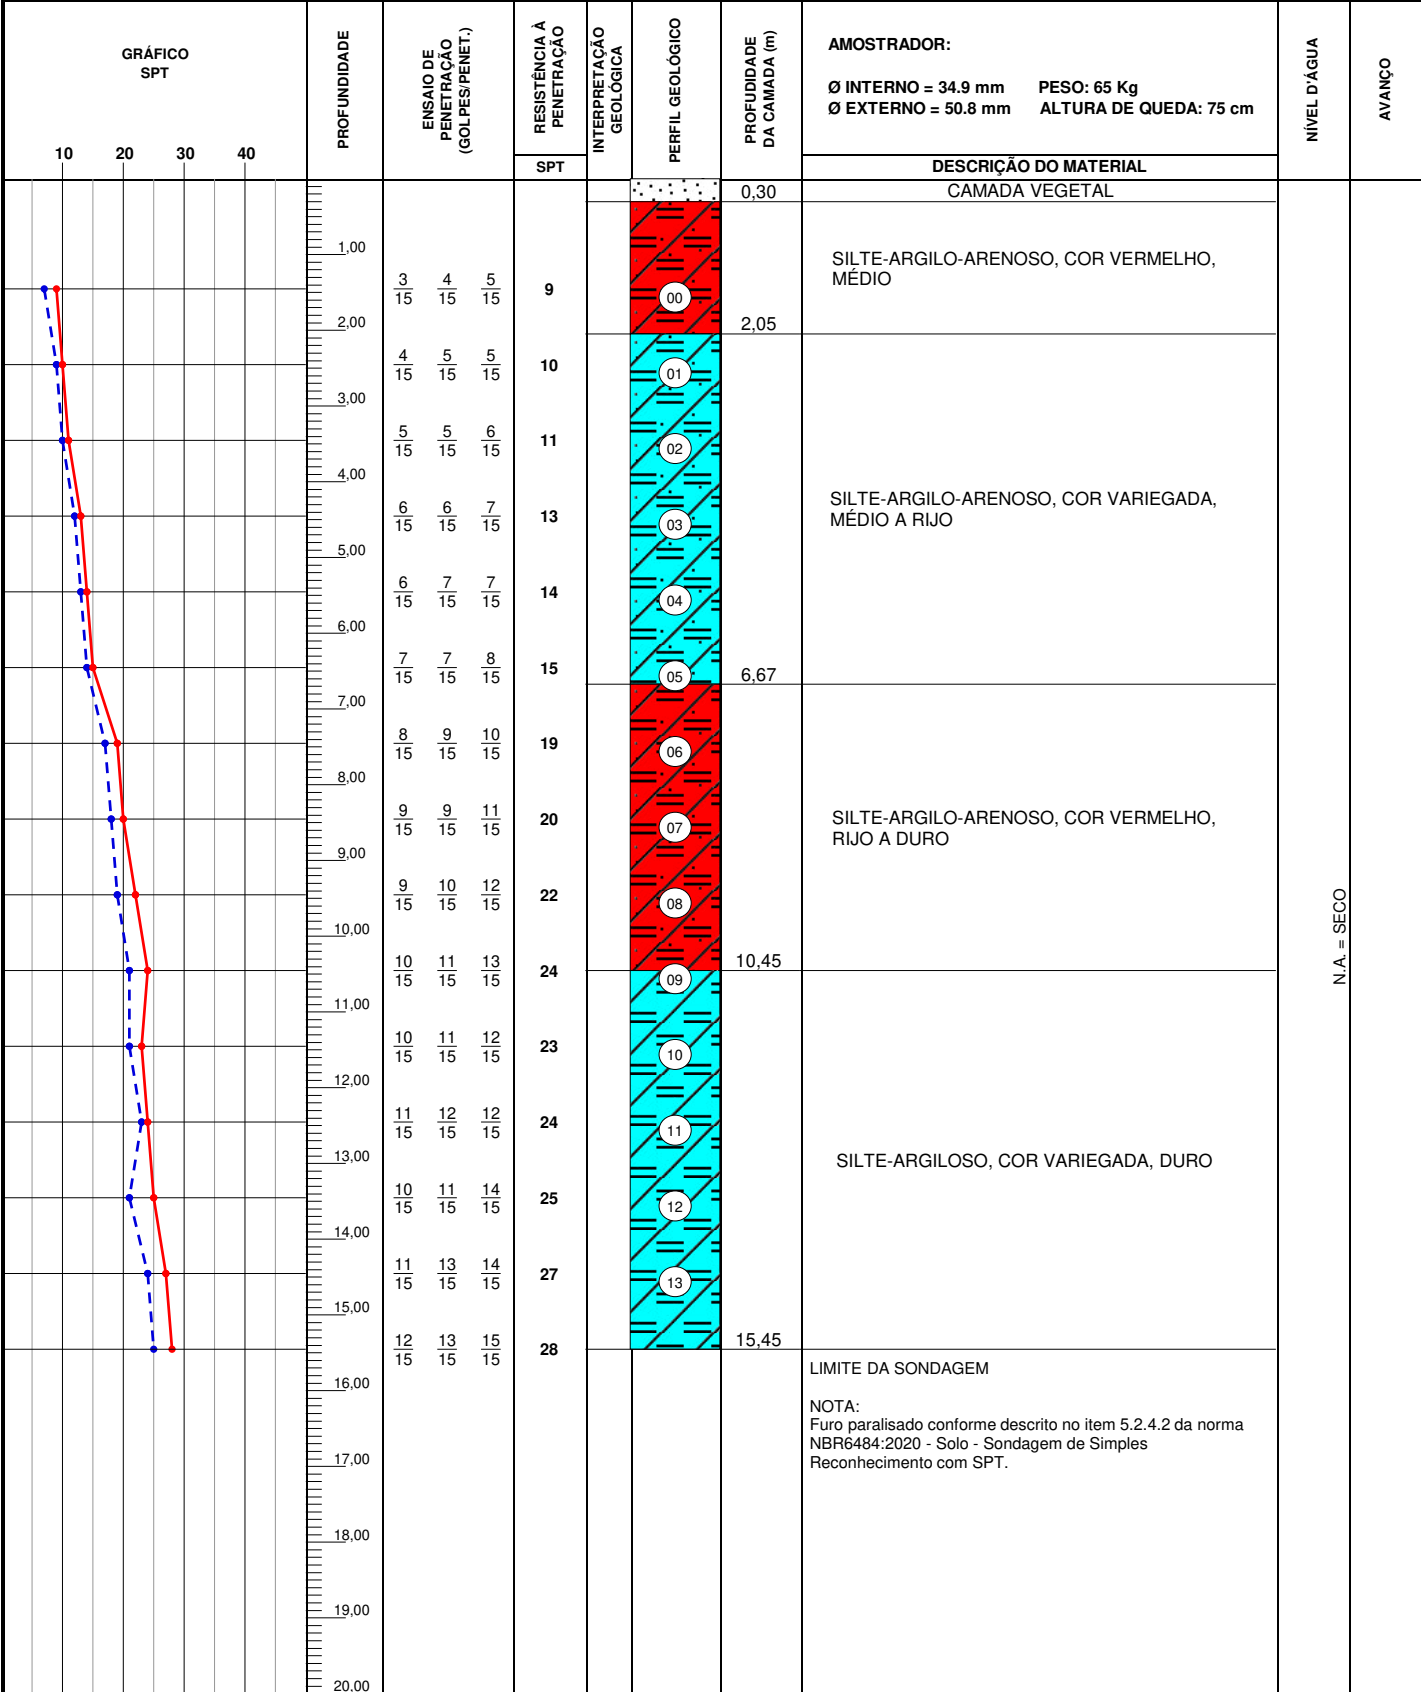 GRÁFICO
SPT
10 20 30 40
PROFUNDIDADE
ENSAIO DE
PENETRAÇÃO
(GOLPES/PENET.)
RESISTÊNCIA À
PENETRAÇÃO
SPT
INTERPRETAÇÃO
GEOLÓGICA
PERFIL GEOLÓGICO
PROFUDIDADE
DA CAMADA (m)
AMOSTRADOR:
Ø INTERNO = 34.9 mm PESO: 65 Kg
Ø EXTERNO = 50.8 mm ALTURA DE QUEDA: 75 cm
DESCRIÇÃO DO MATERIAL
NÍVEL D'ÁGUA
AVANÇO
0,30 CAMADA VEGETAL
1,00
SILTE-ARGILO-ARENOSO, COR VERMELHO,
MÉDIO
3/15 4/15 5/15 9 00
2,00 2,05
4/15 5/15 5/15 10 01
3,00
5/15 5/15 6/15 11 02
4,00
SILTE-ARGILO-ARENOSO, COR VARIEGADA,
MÉDIO A RIJO
6/15 6/15 7/15 13 03
5,00
6/15 7/15 7/15 14 04
6,00
7/15 7/15 8/15 15 05 6,67
7,00
8/15 9/15 10/15 19 06
8,00
9/15 9/15 11/15 20 07
SILTE-ARGILO-ARENOSO, COR VERMELHO,
RIJO A DURO
9,00
9/15 10/15 12/15 22 08
10,00
N.A. = SECO
10,45
10/15 11/15 13/15 24 09
11,00
10/15 11/15 12/15 23 10
12,00
11/15 12/15 12/15 24 11
13,00
SILTE-ARGILOSO, COR VARIEGADA, DURO
10/15 11/15 14/15 25 12
14,00
11/15 13/15 14/15 27 13
15,00
12/15 13/15 15/15 28 15,45
16,00
LIMITE DA SONDAGEM
NOTA:
Furo paralisado conforme descrito no item 5.2.4.2 da norma
NBR6484:2020 - Solo - Sondagem de Simples
Reconhecimento com SPT.
17,00
18,00
19,00
20,00